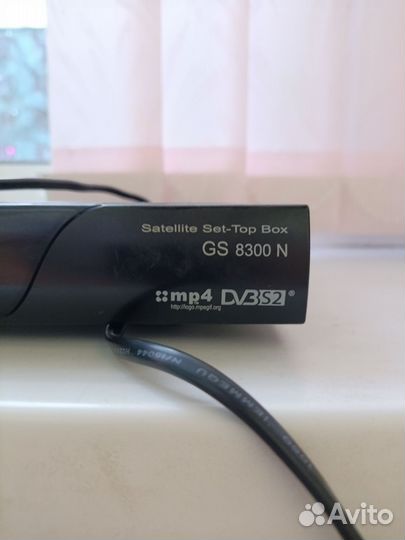 Satellite Set-Top Box
GS 8300 N
mp4 DVB S2®
http://logo.mpegif.org
Avito